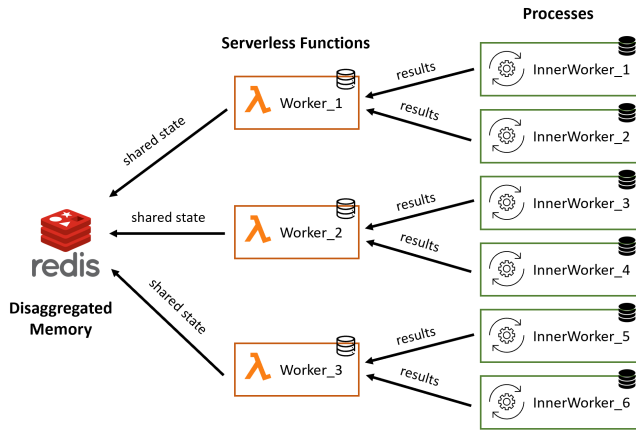 Processes
Serverless Functions
results
InnerWorker_1
Worker_1
results
InnerWorker_2
shared state
results
InnerWorker_3
shared state
Worker_2
results
InnerWorker_4
redis
Disaggregated
Memory
shared state
results
InnerWorker_5
Worker_3
results
InnerWorker_6